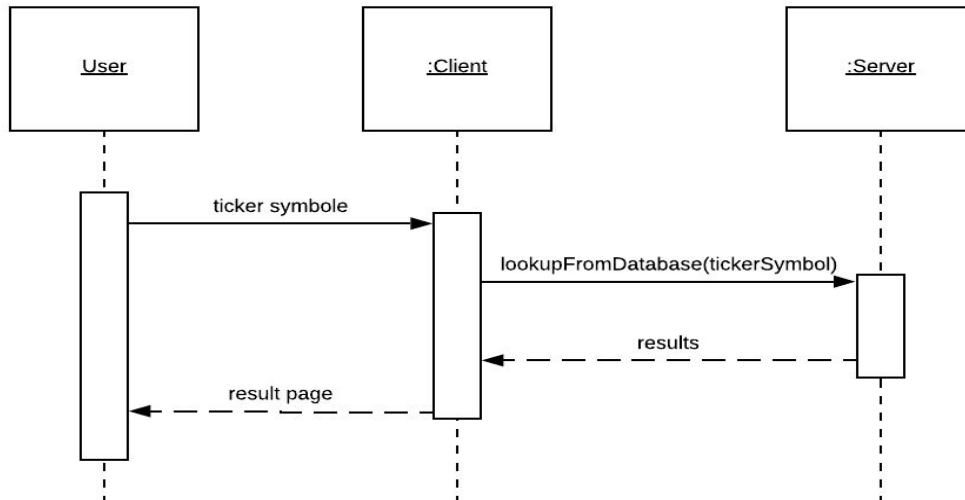 User
:Client
:Server
ticker symbole
lookupFromDatabase(tickerSymbol)
results
result page